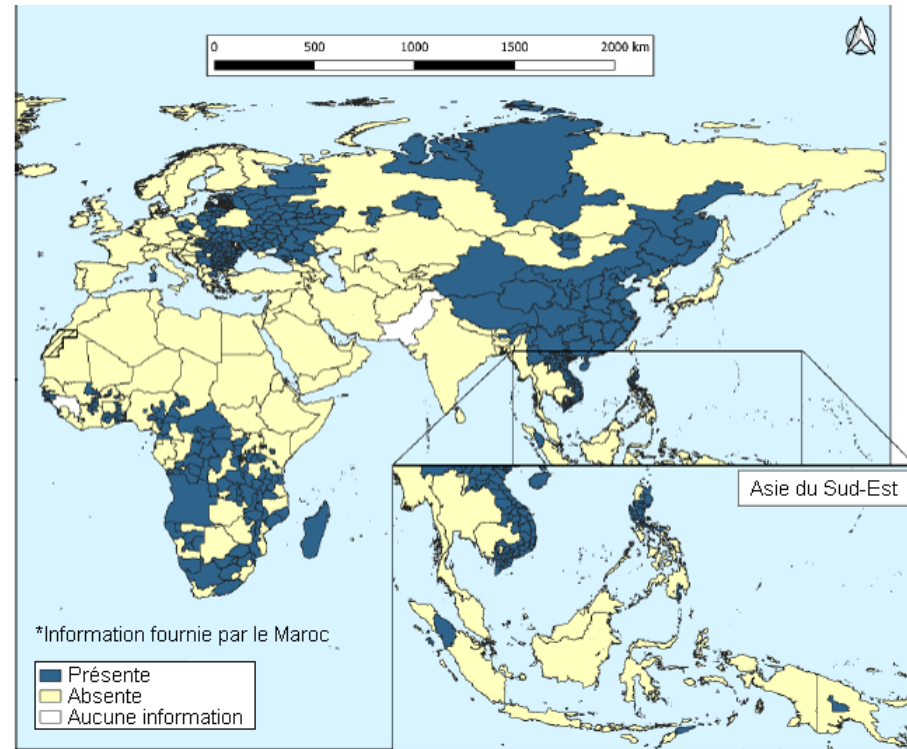 0 500 1000 1500 2000 km
Asie du Sud-Est
*
*Information fournie par le Maroc
Présente
Absente
Aucune information